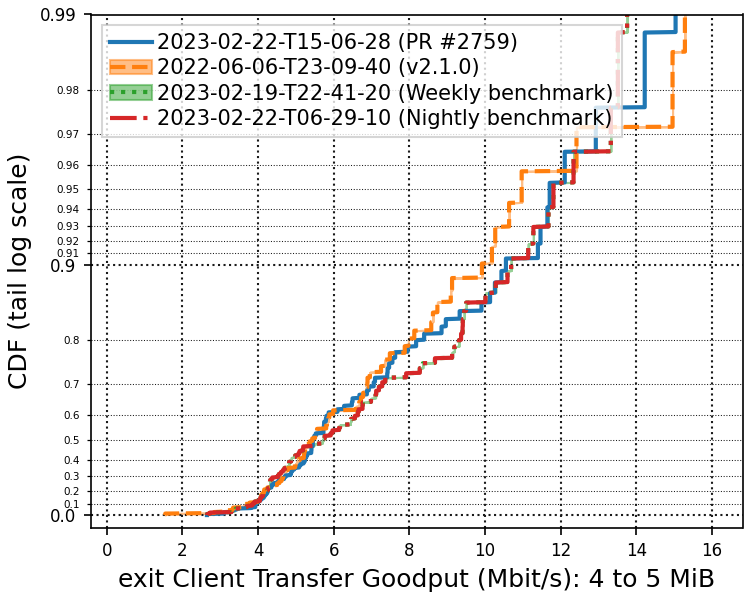 0.99
2023-02-22-T15-06-28 (PR #2759)
2022-06-06-T23-09-40 (v2.1.0)
2023-02-19-T22-41-20 (Weekly benchmark)
2023-02-22-T06-29-10 (Nightly benchmark)
0.98
0.97
0.96
0.95
0.94
0.93
0.92
0.91
0.9
0.8
0.7
0.6
0.5
0.4
0.3
0.2
0.1
0.0
CDF (tail log scale)
0 2 4 6 8 10 12 14 16
exit Client Transfer Goodput (Mbit/s): 4 to 5 MiB